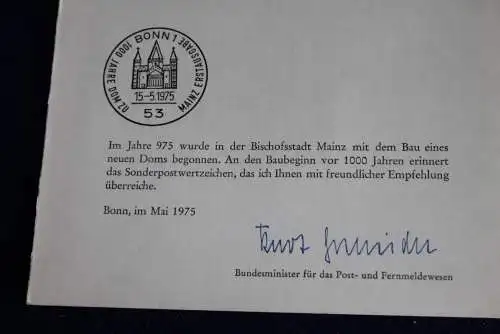 BONN 1
1000 JAHRE DOM ZU
MAINZ ERSTAUSGABE
15-5.1975
53
Im Jahre 975 wurde in der Bischofsstadt Mainz mit dem Bau eines
neuen Doms begonnen. An den Baubeginn vor 1000 Jahren erinnert
das Sonderpostwertzeichen, das ich Ihnen mit freundlicher Empfehlung
überreiche.
Bonn, im Mai 1975
Bundesminister für das Post- und Fernmeldewesen